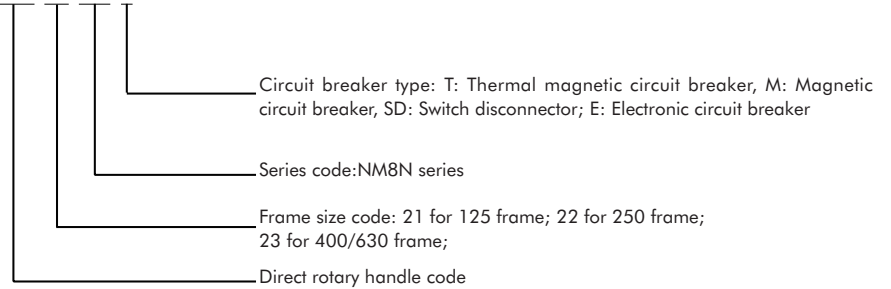 Circuit breaker type: T: Thermal magnetic circuit breaker, M: Magnetic
circuit breaker, SD: Switch disconnector; E: Electronic circuit breaker
Series code:NM8N series
Frame size code: 21 for 125 frame; 22 for 250 frame;
23 for 400/630 frame;
Direct rotary handle code